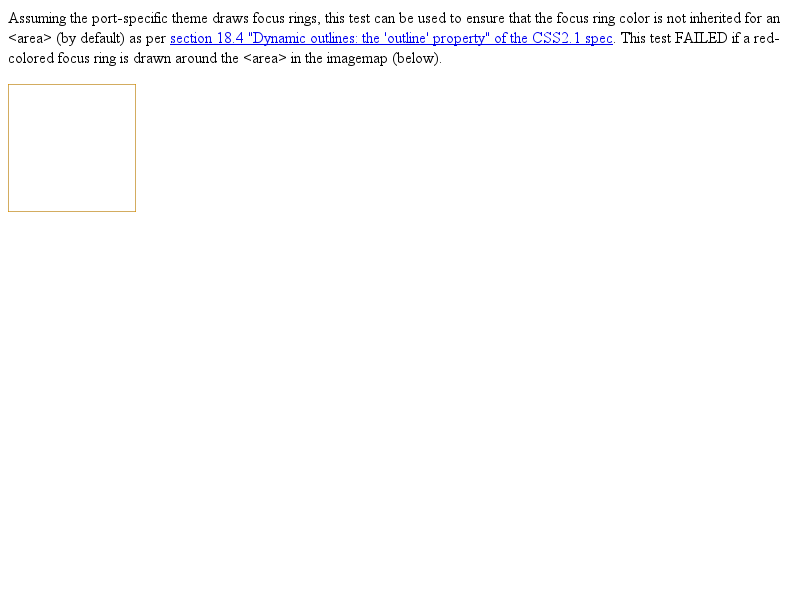 Assuming the port-specific theme draws focus rings, this test can be used to ensure that the focus ring color is not inherited for an
<area> (by default) as per section 18.4 "Dynamic outlines: the 'outline' property" of the CSS2.1 spec. This test FAILED if a red-
colored focus ring is drawn around the <area> in the imagemap (below).